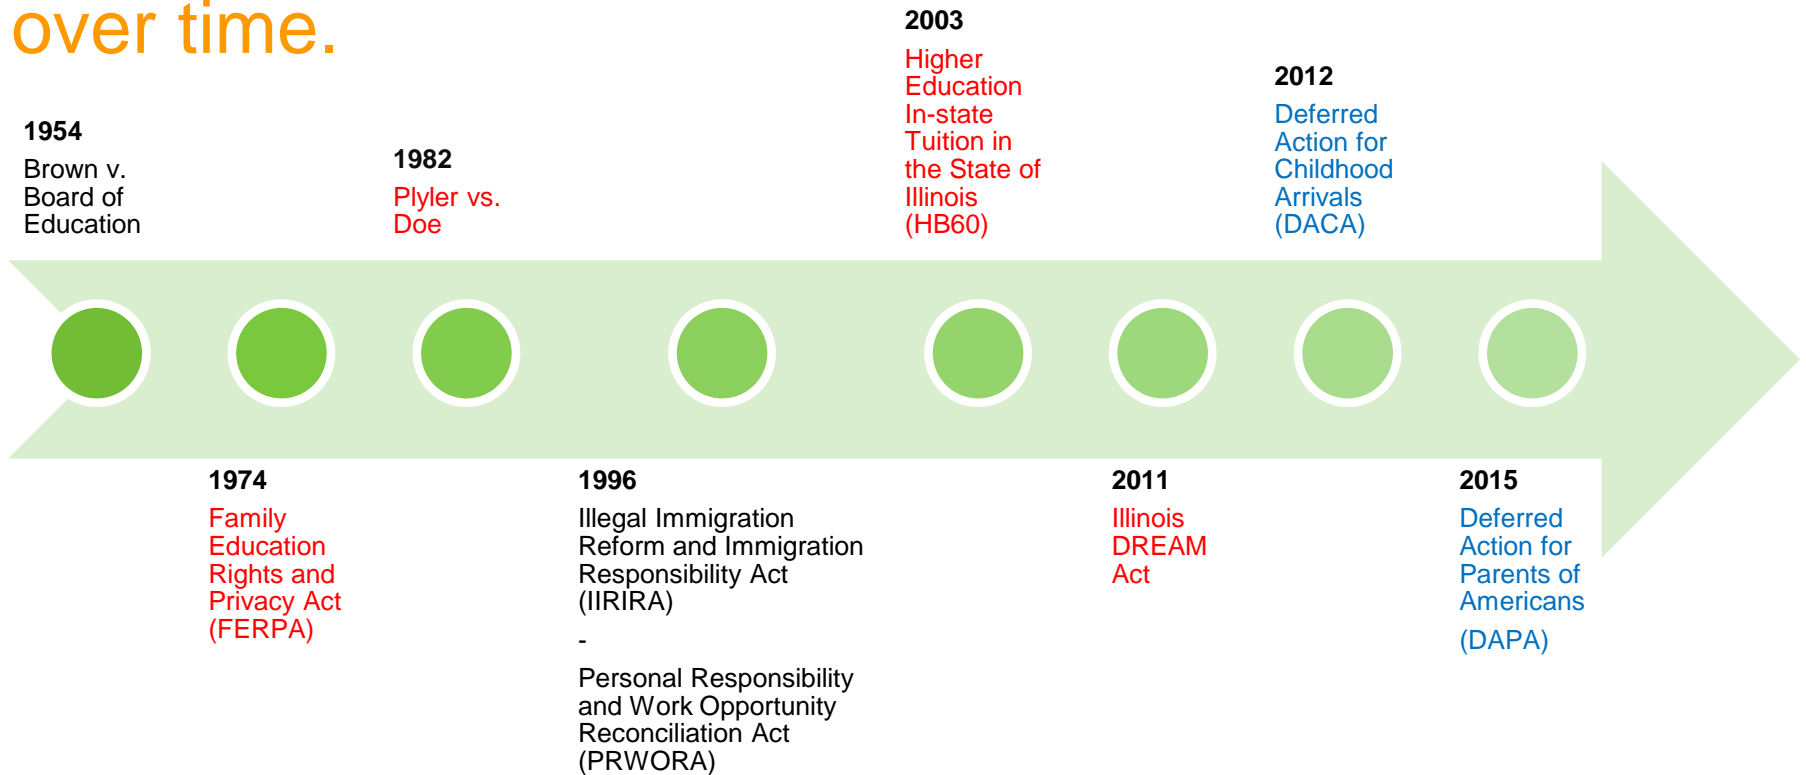 over time.
1954
Brown v.
Board of
Education
1982
Plyler vs.
Doe
2003
Higher
Education
In-state
Tuition in
the State of
Illinois
(HB60)
2012
Deferred
Action for
Childhood
Arrivals
(DACA)
1974
Family
Education
Rights and
Privacy Act
(FERPA)
1996
Illegal Immigration
Reform and Immigration
Responsibility Act
(IIRIRA)
-
Personal Responsibility
and Work Opportunity
Reconciliation Act
(PRWORA)
2011
Illinois
DREAM
Act
2015
Deferred
Action for
Parents of
Americans
(DAPA)